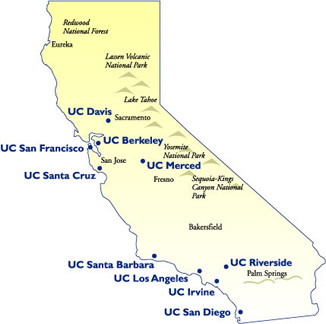 Redwood
National Forest
Eureka
Lassen Volcanic
National Park
Lake Tahoe
UC Davis
Sacramento
UC Berkeley
UC San Francisco
Yosemite
National Park
San Jose
UC Merced
UC Santa Cruz
Fresno
Sequoia-Kings
Canyon National
Park
Bakersfield
UC Santa Barbara
UC Riverside
UC Los Angeles
Palm Springs
UC Irvine
UC San Diego